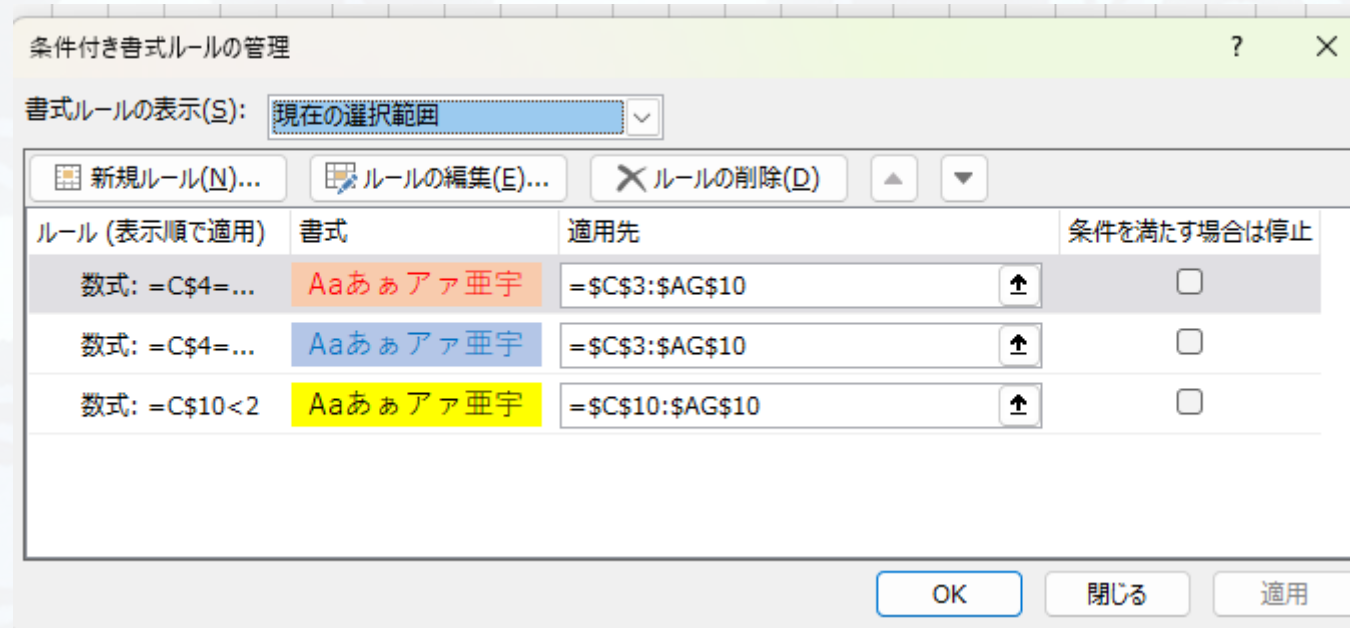 条件付き書式ルールの管理 ? ×
書式ルールの表示(S): 現在の選択範囲
新規ルール(N)... ルールの編集(E)... ルールの削除(D)
ルール (表示順で適用) 書式 適用先 条件を満たす場合は停止
数式: =C$4=... Aaあぁアァ亜宇 =$C$3:$AG$10
数式: =C$4=... Aaあぁアァ亜宇 =$C$3:$AG$10
数式: =C$10<2 Aaあぁアァ亜宇 =$C$10:$AG$10
OK 閉じる 適用